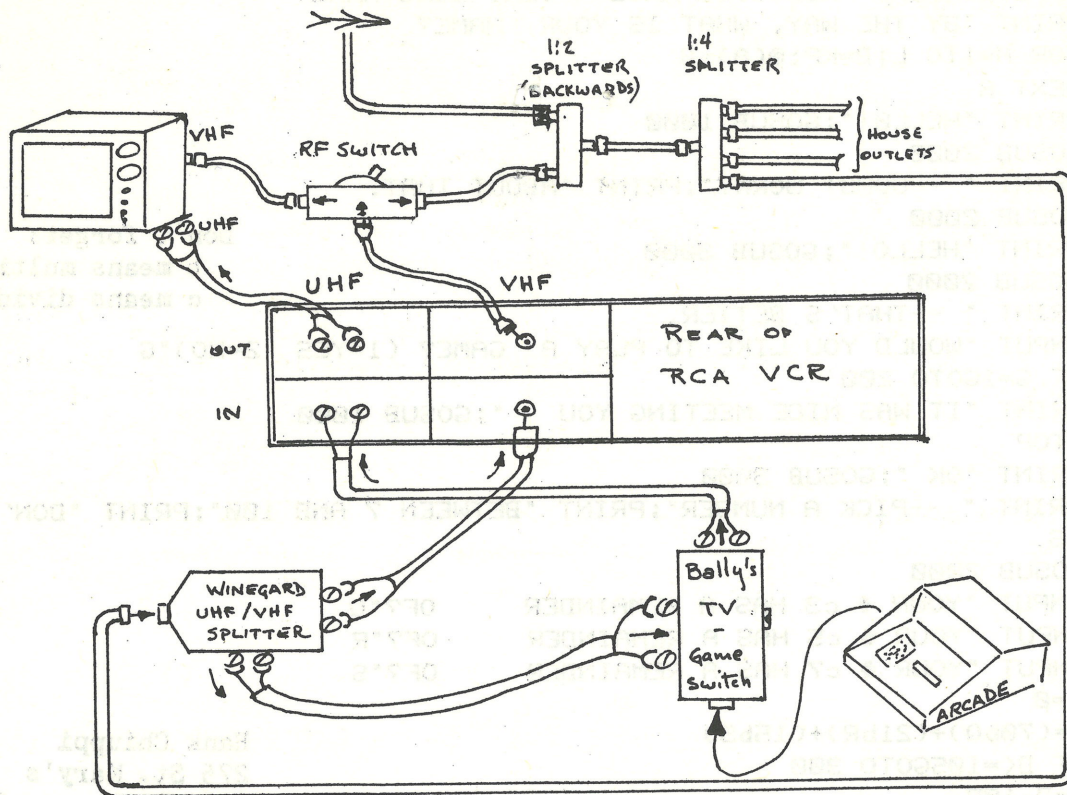 1:2
SPLITTER
(BACKWARDS)
1:4
SPLITTER
VHF
RF SWITCH
HOUSE
OUTLETS
UHF
UHF
VHF
OUT
REAR OF
RCA VCR
IN
WINEGARD
UHF/VHF
SPLITTER
Bally's
TV
Game
Switch
ARCADE